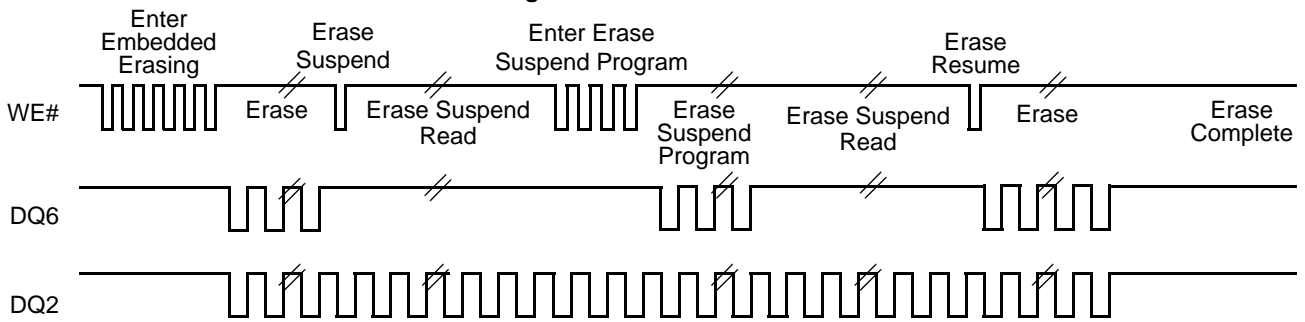 Enter
Embedded
Erasing
Erase
Suspend
Enter Erase
Suspend Program
Erase
Resume
WE#
Erase
Erase Suspend
Read
Erase
Suspend
Program
Erase Suspend
Read
Erase
Erase
Complete
DQ6
DQ2